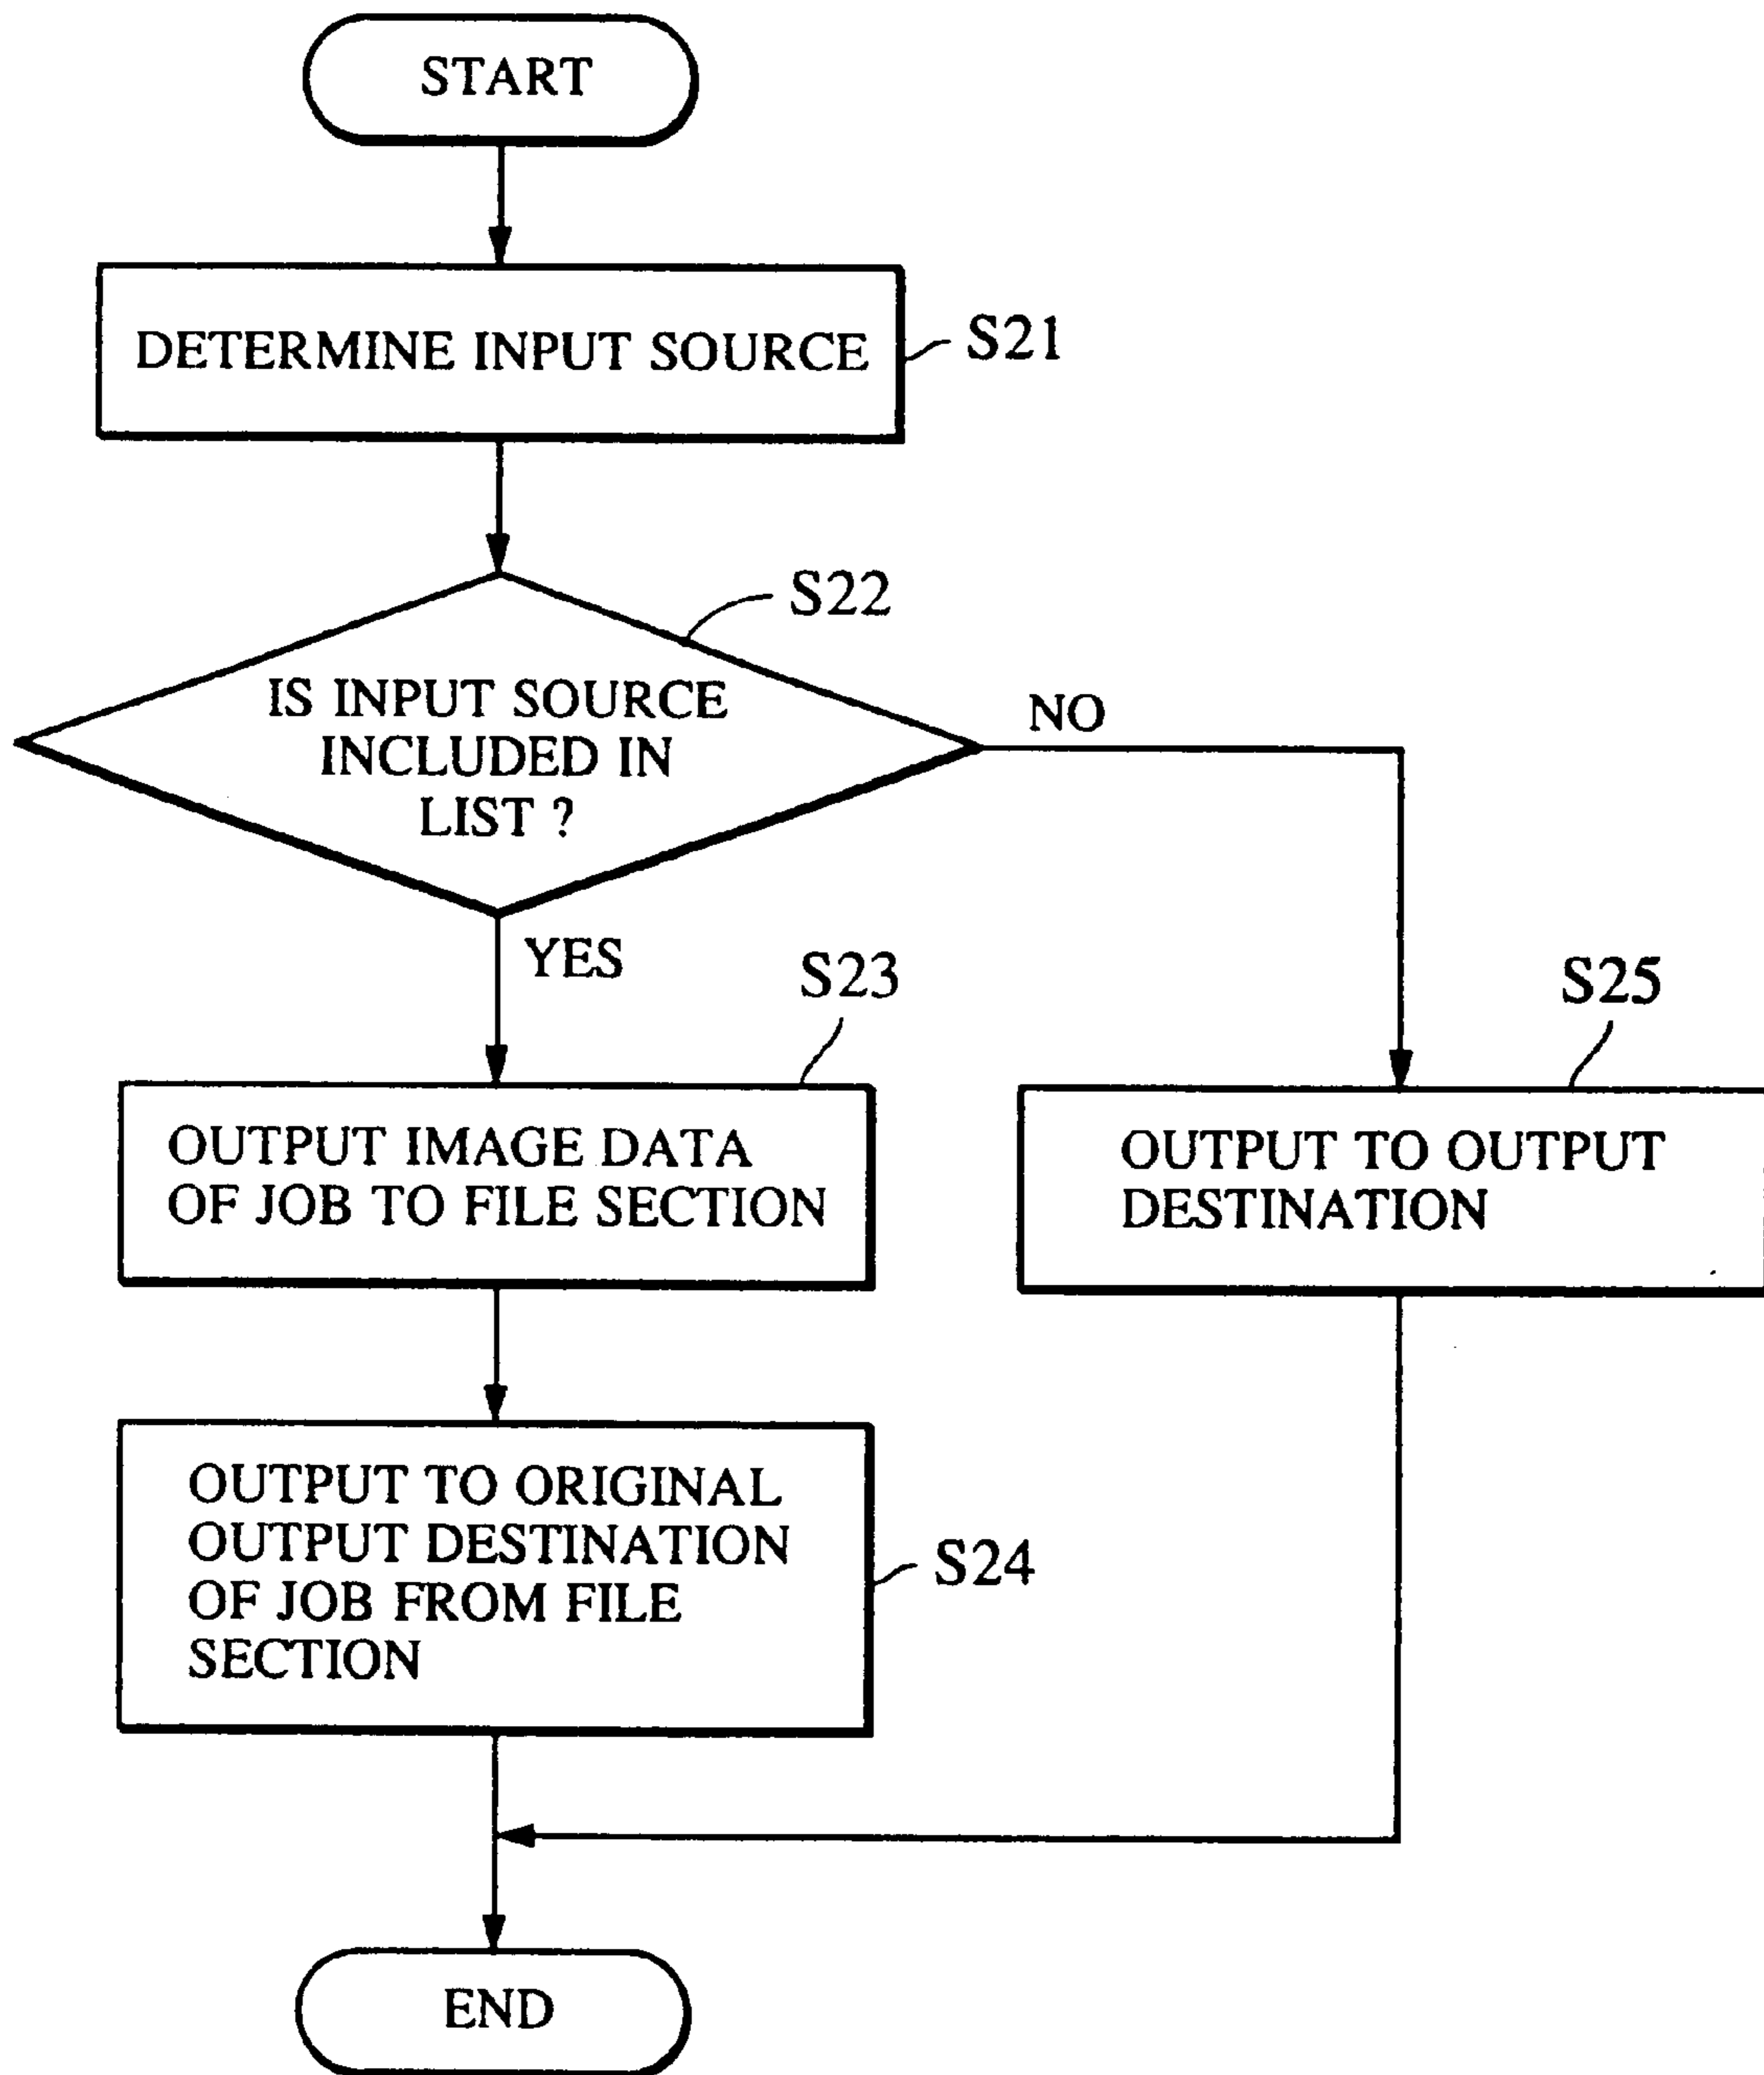 START
DETERMINE INPUT SOURCE
S21
S22
IS INPUT SOURCE
INCLUDED IN
LIST ?
NO
YES
S23
OUTPUT IMAGE DATA
OF JOB TO FILE SECTION
S25
OUTPUT TO OUTPUT
DESTINATION
OUTPUT TO ORIGINAL
OUTPUT DESTINATION
OF JOB FROM FILE
SECTION
S24
END